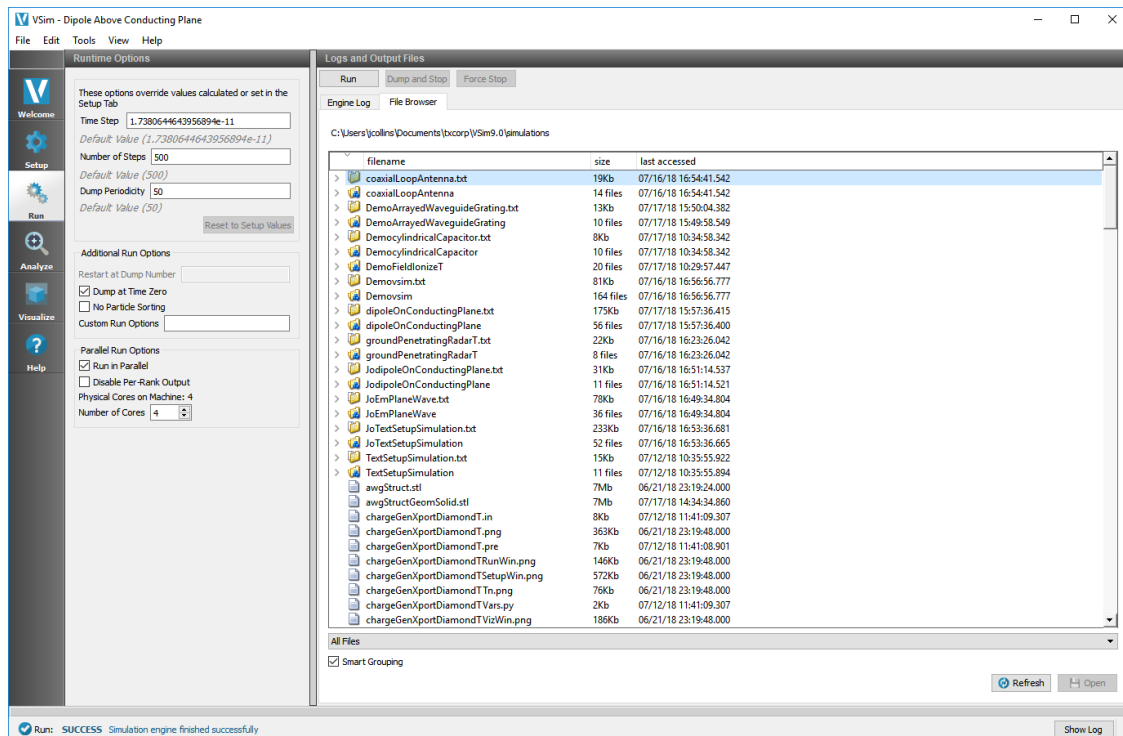 VSim - Dipole Above Conducting Plane
File Edit Tools View Help
Runtime Options
Logs and Output Files
Welcome
Setup
Run
Analyze
Visualize
Help
These options override values calculated or set in the
Setup Tab
Time Step 1.7380644643956894e-11
Default Value (1.7380644643956894e-11)
Number of Steps 500
Default Value (500)
Dump Periodicity 50
Default Value (50)
Reset to Setup Values
Additional Run Options
Restart at Dump Number
Dump at Time Zero
No Particle Sorting
Custom Run Options
Parallel Run Options
Run in Parallel
Disable Per-Rank Output
Physical Cores on Machine: 4
Number of Cores 4
Run Dump and Stop Force Stop
Engine Log File Browser
C:\Users\jcollins\Documents\txcorp\VSim9.0\simulations
filename size last accessed
coaxialLoopAntenna.txt 19Kb 07/16/18 16:54:41.542
coaxialLoopAntenna 14 files 07/16/18 16:54:41.542
DemoArrayedWaveguideGrating.txt 13Kb 07/17/18 15:50:04.382
DemoArrayedWaveguideGrating 10 files 07/17/18 15:49:58.549
DemocylindricalCapacitor.txt 8Kb 07/17/18 10:34:58.342
DemocylindricalCapacitor 10 files 07/17/18 10:34:58.342
DemoFieldIonizeT 20 files 07/17/18 10:29:57.447
Demovsim.txt 81Kb 07/16/18 16:56:56.777
Demovsim 164 files 07/16/18 16:56:56.777
dipoleOnConductingPlane.txt 175Kb 07/17/18 15:57:36.415
dipoleOnConductingPlane 56 files 07/17/18 15:57:36.400
groundPenetratingRadarT.txt 22Kb 07/16/18 16:23:26.042
groundPenetratingRadarT 8 files 07/16/18 16:23:26.042
JodipoleOnConductingPlane.txt 31Kb 07/16/18 16:51:14.537
JodipoleOnConductingPlane 11 files 07/16/18 16:51:14.521
JoEmPlaneWave.txt 78Kb 07/16/18 16:49:34.804
JoEmPlaneWave 36 files 07/16/18 16:49:34.804
JoTextSetupSimulation.txt 233Kb 07/16/18 16:53:36.681
JoTextSetupSimulation 52 files 07/16/18 16:53:36.665
TextSetupSimulation.txt 15Kb 07/12/18 10:35:55.922
TextSetupSimulation 11 files 07/12/18 10:35:55.894
awgStruct.stl 7Mb 06/21/18 23:19:24.000
awgStructGeomSolid.stl 7Mb 07/17/18 14:34:34.860
chargeGenXportDiamondT.in 8Kb 07/12/18 11:41:09.307
chargeGenXportDiamondT.png 363Kb 06/21/18 23:19:48.000
chargeGenXportDiamondT.pre 7Kb 07/12/18 11:41:08.901
chargeGenXportDiamondTRunWin.png 146Kb 06/21/18 23:19:48.000
chargeGenXportDiamondTSetupWin.png 572Kb 06/21/18 23:19:48.000
chargeGenXportDiamondTTn.png 76Kb 06/21/18 23:19:48.000
chargeGenXportDiamondTVars.py 2Kb 07/12/18 11:41:09.307
chargeGenXportDiamondTVizWin.png 186Kb 06/21/18 23:19:48.000
All Files
Smart Grouping
Refresh Open
Run: SUCCESS Simulation engine finished successfully
Show Log